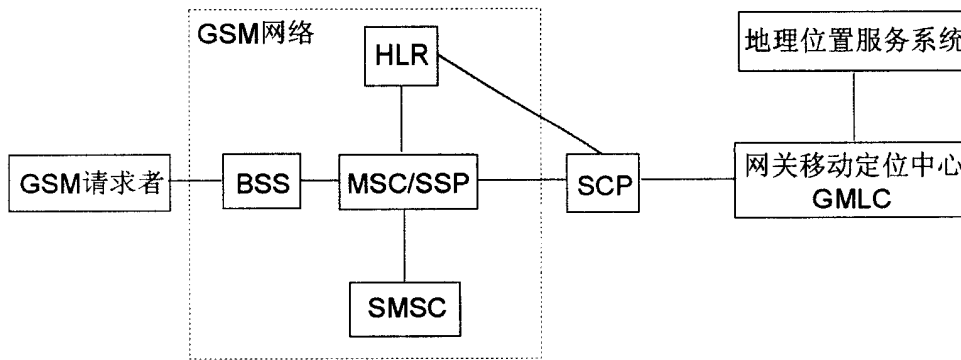 GSM网络
HLR
地理位置服务系统
GSM请求者
BSS
MSC/SSP
SCP
网关移动定位中心
GMLC
SMSC